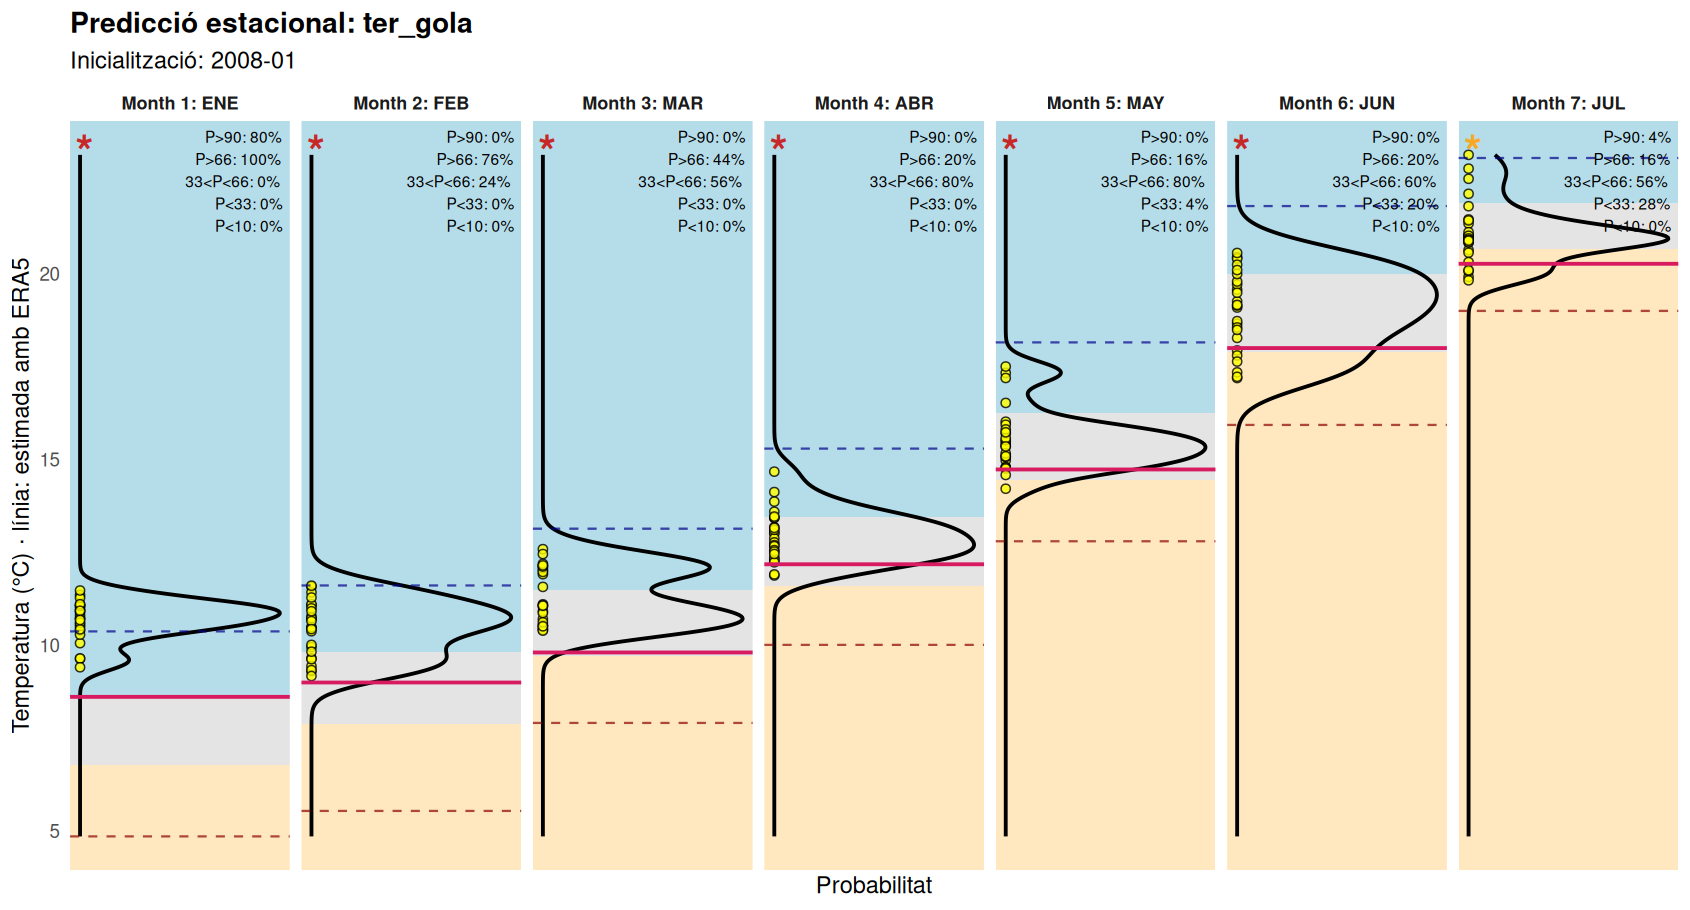 Predicció estacional: ter_gola
Inicialització: 2008-01
Month 1: ENE
Month 2: FEB
Month 3: MAR
Month 4: ABR
Month 5: MAY
Month 6: JUN
Month 7: JUL
*
P>90: 80%
P>66: 100%
33<P<66: 0%
P<33: 0%
P<10: 0%
*
P>90: 0%
P>66: 76%
33<P<66: 24%
P<33: 0%
P<10: 0%
*
P>90: 0%
P>66: 44%
33<P<66: 56%
P<33: 0%
P<10: 0%
*
P>90: 0%
P>66: 20%
33<P<66: 80%
P<33: 0%
P<10: 0%
*
P>90: 0%
P>66: 16%
33<P<66: 80%
P<33: 4%
P<10: 0%
*
P>90: 0%
P>66: 20%
33<P<66: 60%
P<33: 20%
P<10: 0%
*
P>90: 4%
P>66: 16%
33<P<66: 56%
P<33: 28%
P<10: 0%
20
15
10
5
Temperatura (°C) · línia: estimada amb ERA5
Probabilitat